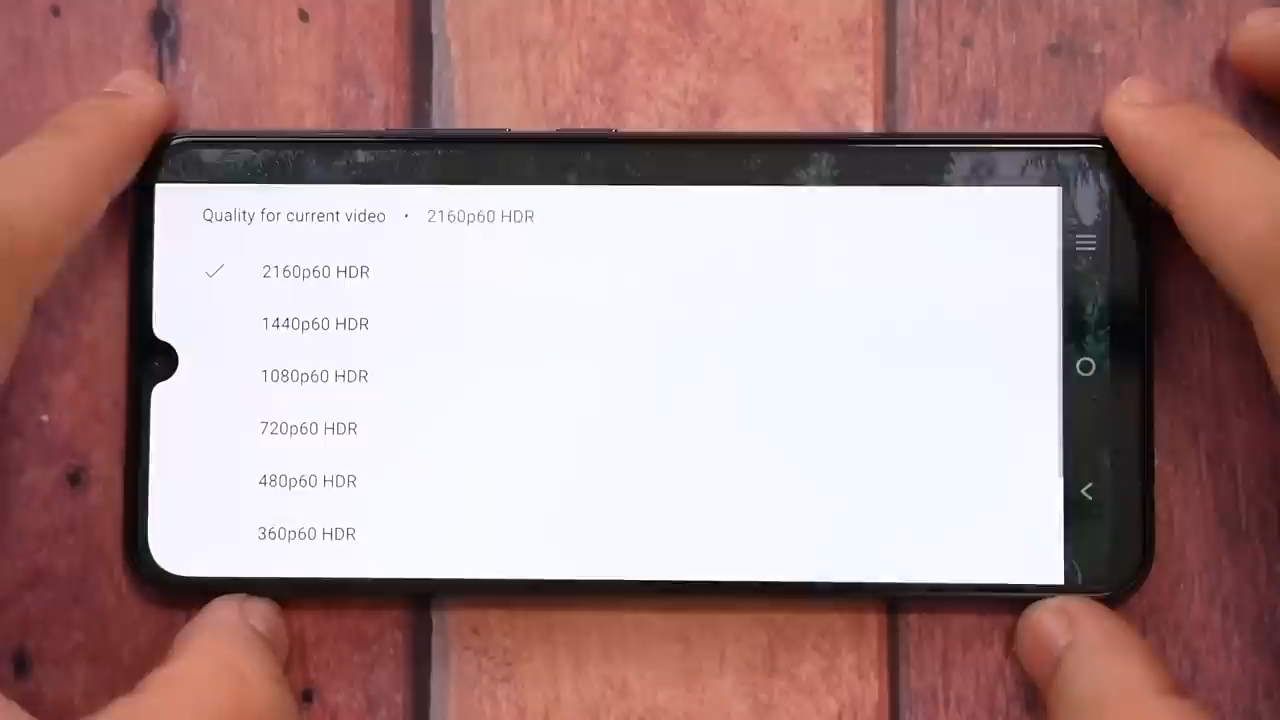 Quality for current video • 2160p60 HDR
2160p60 HDR
1440p60 HDR
1080p60 HDR
720p60 HDR
480p60 HDR
360p60 HDR